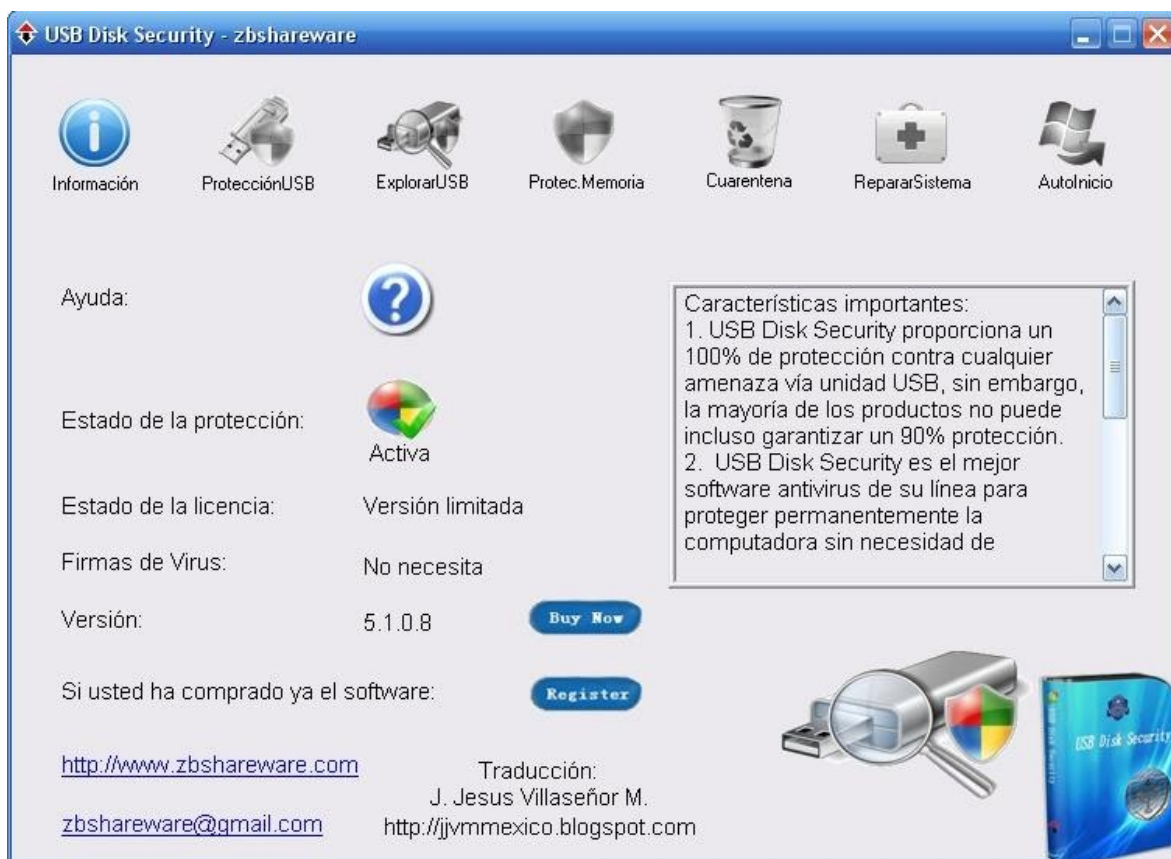 USB Disk Security - zbshareware
Información
ProtecciónUSB
ExplorarUSB
Protec.Memoria
Cuarentena
RepararSistema
AutoInicio
Ayuda:
Estado de la protección:
Activa
Estado de la licencia: Versión limitada
Firmas de Virus: No necesita
Versión: 5.1.0.8 Buy Now
Si usted ha comprado ya el software: Register
http://www.zbshareware.com
zbshareware@gmail.com
Traducción:
J. Jesus Villaseñor M.
http://jjvmmexico.blogspot.com
Características importantes:
1. USB Disk Security proporciona un
100% de protección contra cualquier
amenaza vía unidad USB, sin embargo,
la mayoría de los productos no puede
incluso garantizar un 90% protección.
2. USB Disk Security es el mejor
software antivirus de su línea para
proteger permanentemente la
computadora sin necesidad de
USB Disk Security
USB Disk Security